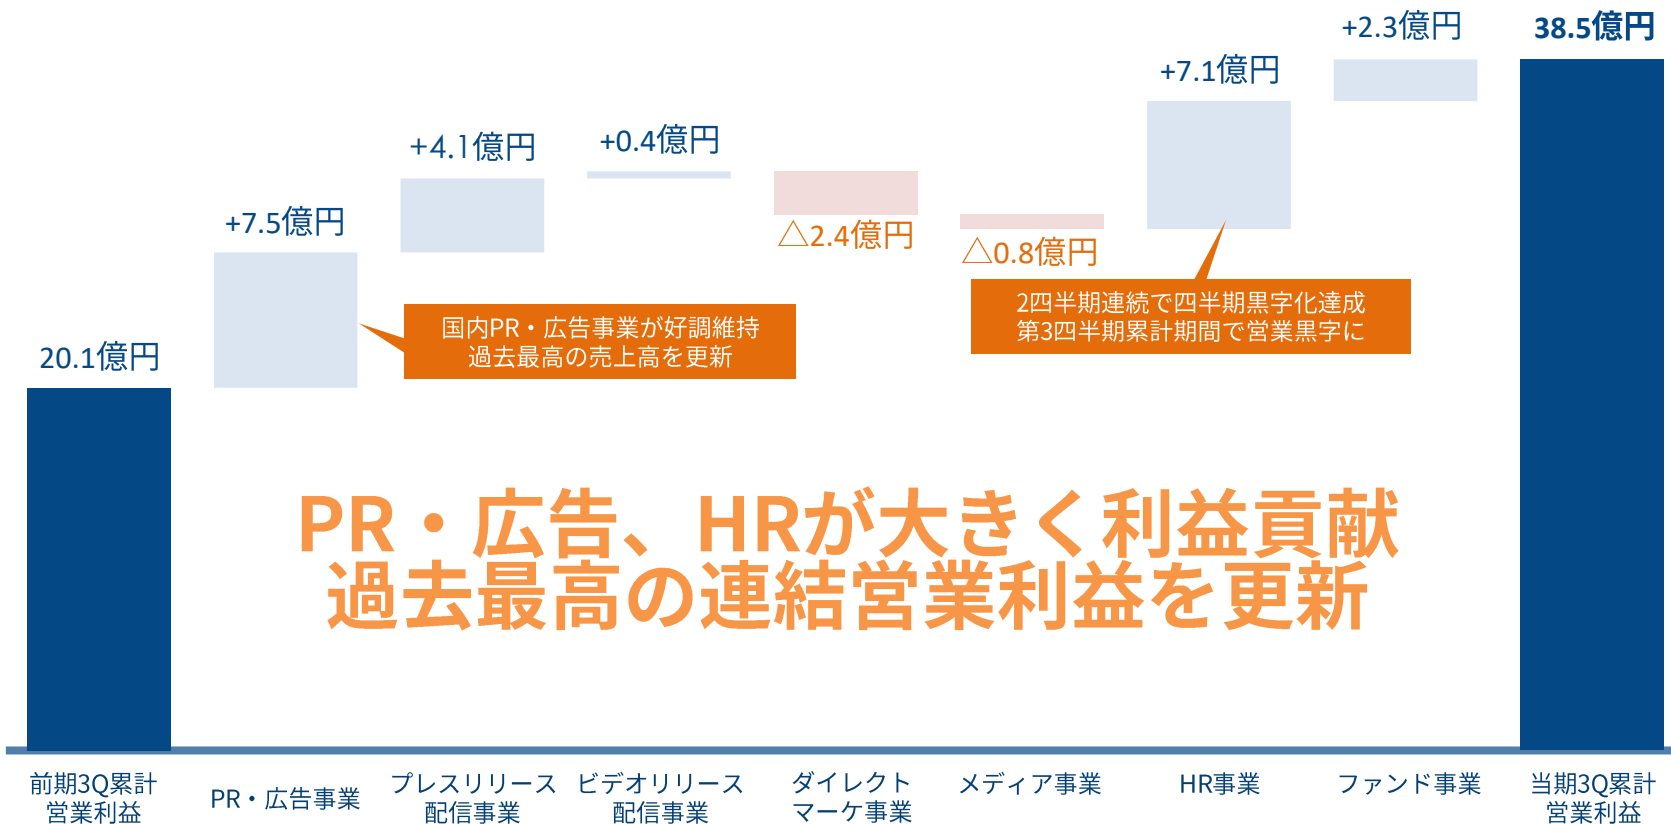 20.1億円
+7.5億円
+4.1億円
+0.4億円
△2.4億円
△0.8億円
+7.1億円
+2.3億円
38.5億円
国内PR・広告事業が好調維持
過去最高の売上高を更新
2四半期連続で四半期黒字化達成
第3四半期累計期間で営業黒字に
PR・広告、HRが大きく利益貢献
過去最高の連結営業利益を更新
前期3Q累計
営業利益
PR・広告事業
プレスリリース
配信事業
ビデオリリース
配信事業
ダイレクト
マーケ事業
メディア事業
HR事業
ファンド事業
当期3Q累計
営業利益